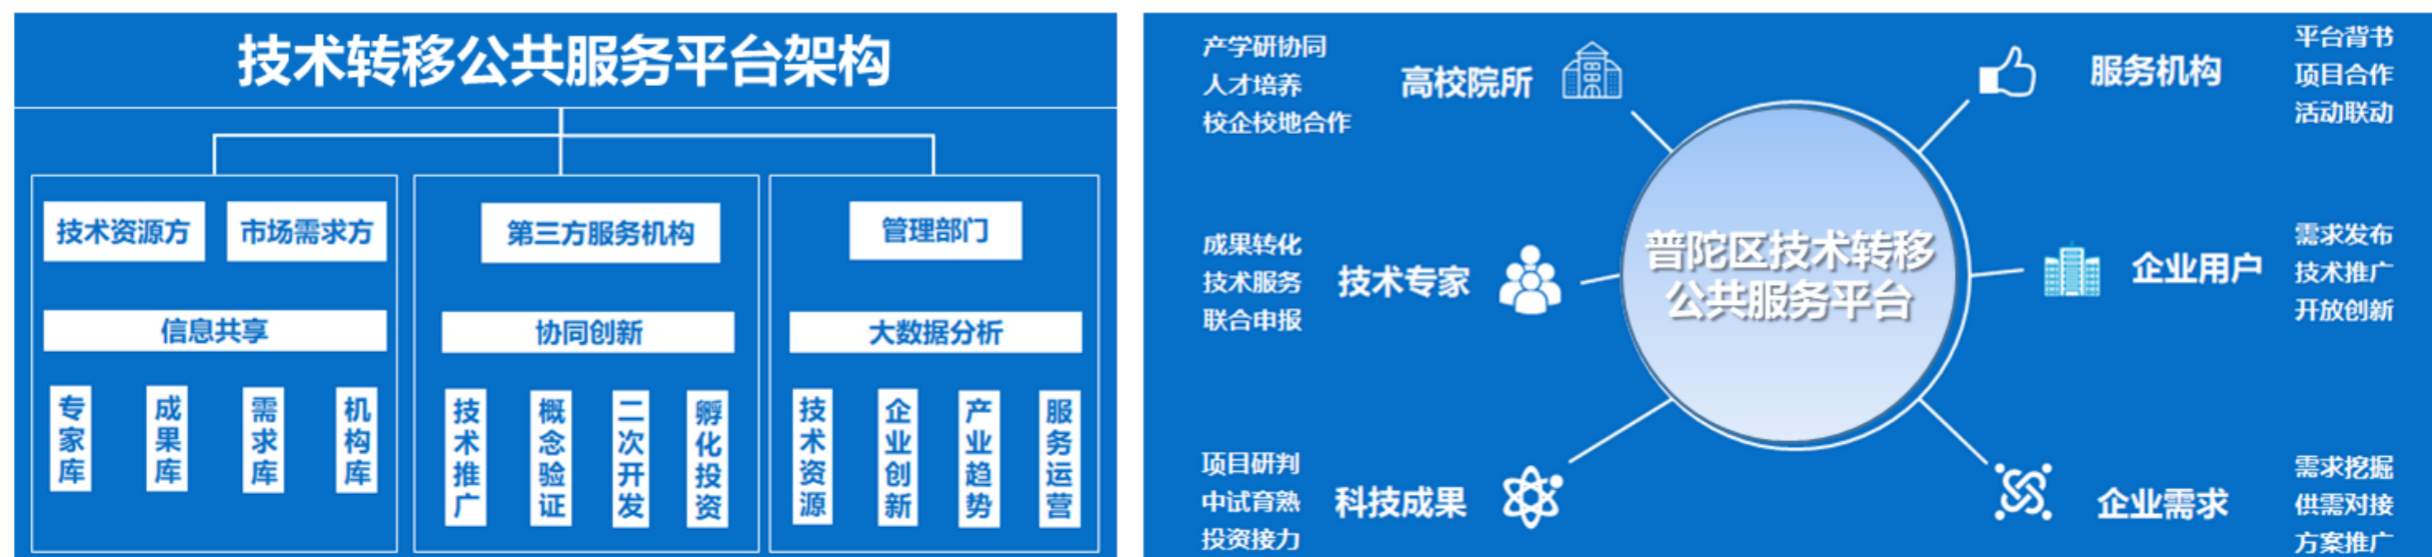 技术转移公共服务平台架构
技术资源方
市场需求方
信息共享
专家库
成果库
需求库
机构库
第三方服务机构
协同创新
技术推广
概念验证
二次开发
孵化投资
管理部门
大数据分析
技术资源
企业创新
产业趋势
服务运营
产学研协同
人才培养
校企校地合作
高校院所
成果转化
技术服务
联合申报
技术专家
项目研判
中试育熟
投资接力
科技成果
普陀区技术转移
公共服务平台
服务机构
平台背书
项目合作
活动联动
企业用户
需求发布
技术推广
开放创新
企业需求
需求挖掘
供需对接
方案推广